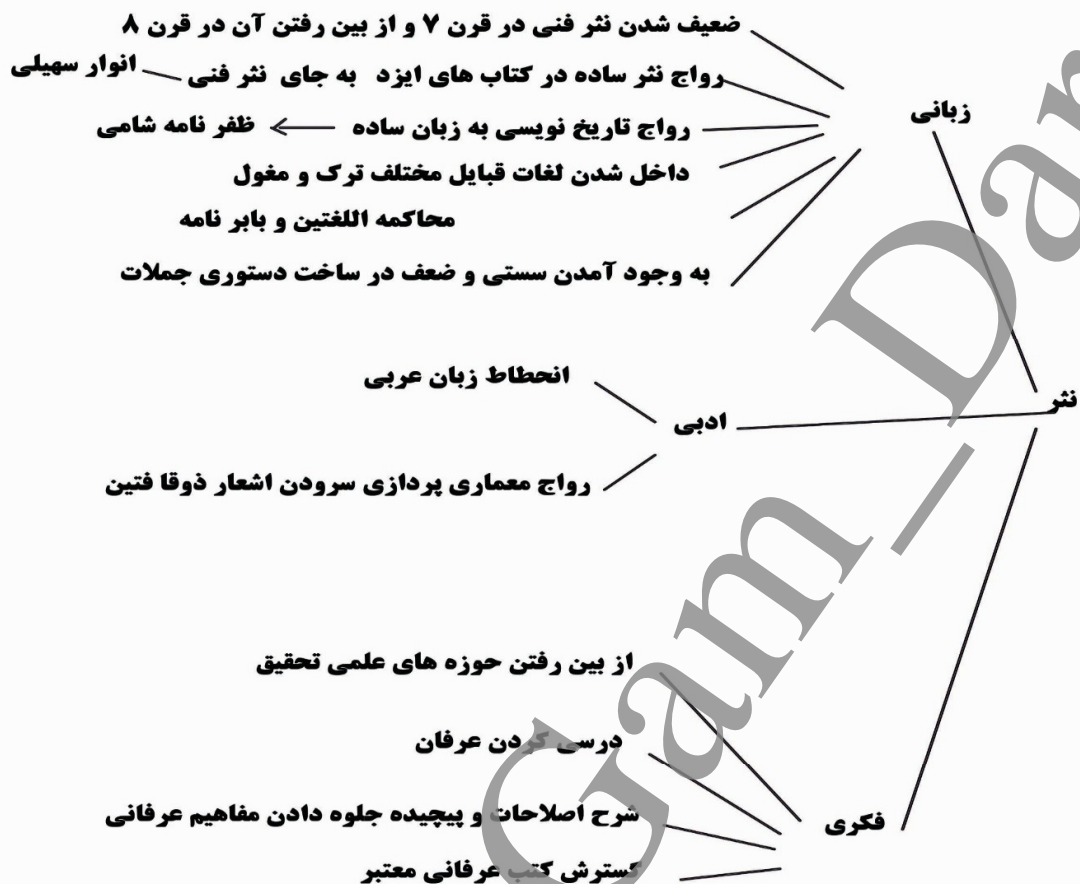 ضعیف شدن نثر فنی در قرن ۷ و از بین رفتن آن در قرن ۸
رواج نثر ساده در کتاب های ایزد به جای نثر فنی
انوار سهیلی
زبانی
رواج تاریخ نویسی به زبان ساده
ظفر نامه شامی
داخل شدن لغات قبایل مختلف ترک و مغول
محاکمه اللغتین و بابر نامه
به وجود آمدن سستی و ضعف در ساخت دستوری جملات
نثر
انحطاط زبان عربی
ادبی
رواج معماری پردازی سرودن اشعار ذوقا فتین
از بین رفتن حوزه های علمی تحقیق
درسی کردن عرفان
شرح اصلاحات و پیچیده جلوه دادن مفاهیم عرفانی
فکری
گسترش کتب عرفانی معتبر
Gam_Dar